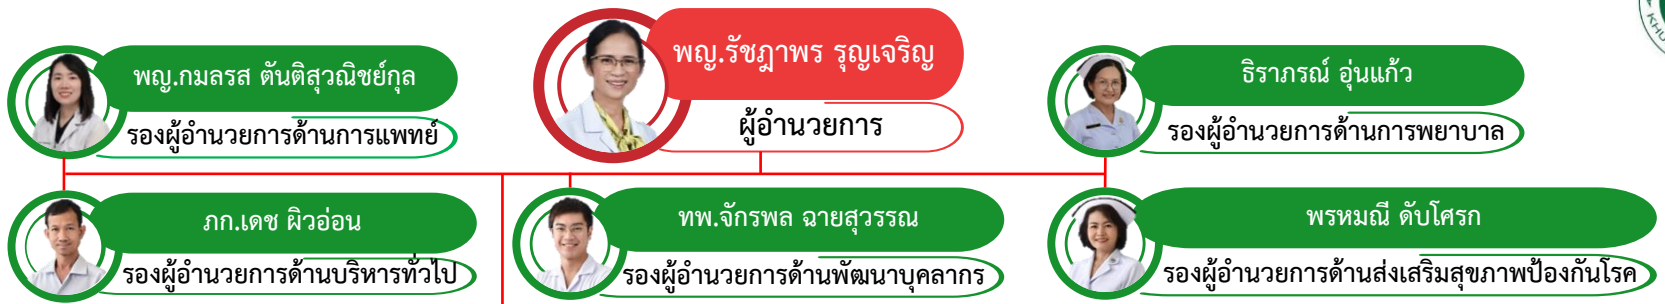 พญ.รัชฎาพร รุญเจริญ
ผู้อำนวยการ
พญ.กมลรส ตันติสุวณิชย์กุล
รองผู้อำนวยการด้านการแพทย์
ธิราภรณ์ อุ่นแก้ว
รองผู้อำนวยการด้านการพยาบาล
ภก.เดช ผิวอ่อน
รองผู้อำนวยการด้านบริหารทั่วไป
ทพ.จักรพล ฉายสุวรรณ
รองผู้อำนวยการด้านพัฒนาบุคลากร
พรหมณี ดับโศรก
รองผู้อำนวยการด้านส่งเสริมสุขภาพป้องกันโรค